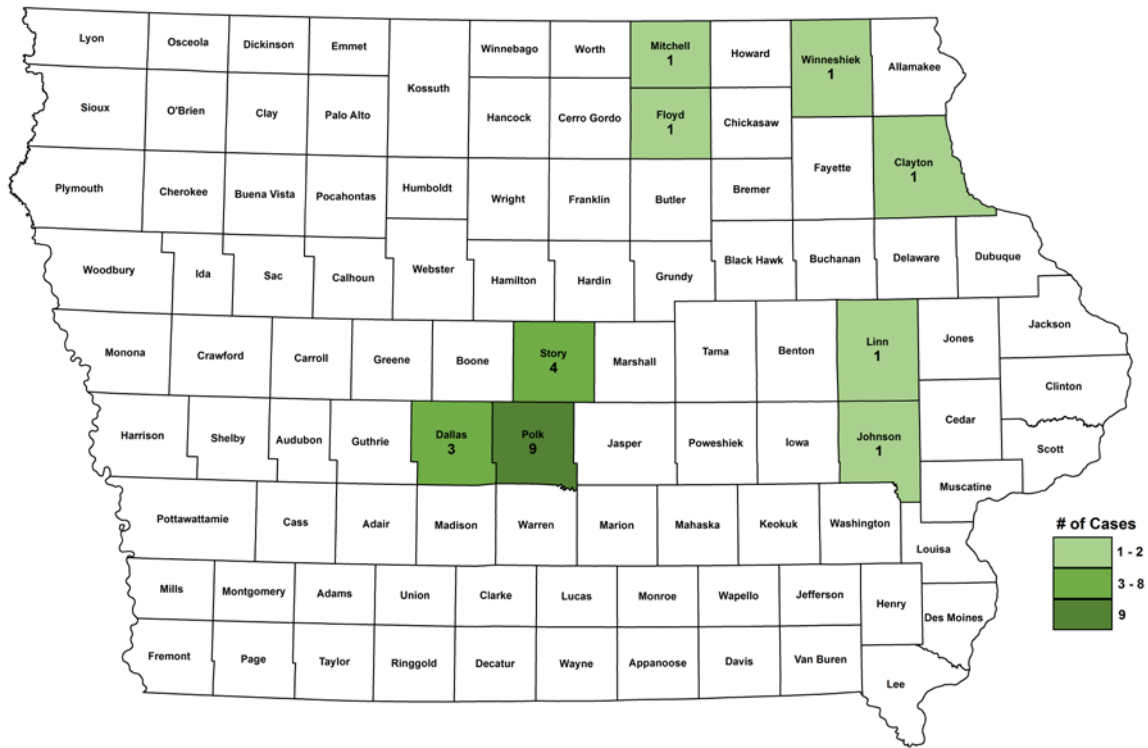 Lyon
Osceola
Dickinson
Emmet
Kossuth
Winnebago
Worth
Mitchell
1
Howard
Winneshiek
1
Allamakee
Sioux
O'Brien
Clay
Palo Alto
Hancock
Cerro Gordo
Floyd
1
Chickasaw
Fayette
Clayton
1
Plymouth
Cherokee
Buena Vista
Pocahontas
Humboldt
Wright
Franklin
Butler
Bremer
Woodbury
Ida
Sac
Calhoun
Webster
Hamilton
Hardin
Grundy
Black Hawk
Buchanan
Delaware
Dubuque
Monona
Crawford
Carroll
Greene
Boone
Story
4
Marshall
Tama
Benton
Linn
1
Jones
Jackson
Clinton
Harrison
Shelby
Audubon
Guthrie
Dallas
3
Polk
9
Jasper
Poweshiek
Iowa
Johnson
1
Cedar
Scott
Muscatine
Pottawattamie
Cass
Adair
Madison
Warren
Marion
Mahaska
Keokuk
Washington
Louisa
Mills
Montgomery
Adams
Union
Clarke
Lucas
Monroe
Wapello
Jefferson
Henry
Des Moines
Fremont
Page
Taylor
Ringgold
Decatur
Wayne
Appanoose
Davis
Van Buren
Lee
# of Cases
1 - 2
3 - 8
9